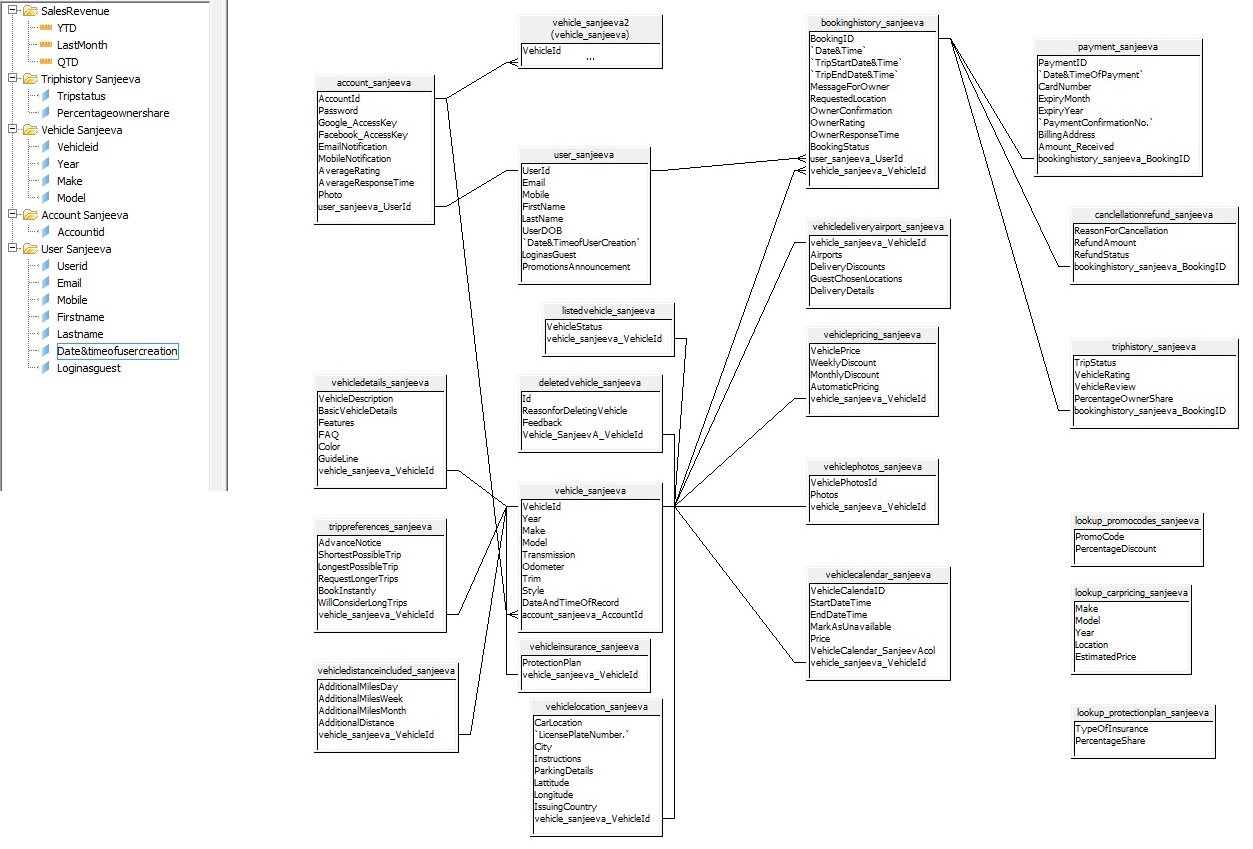 SalesRevenue
YTD
LastMonth
QTD
Triphistory Sanjeeva
Tripstatus
Percentageownershare
Vehicle Sanjeeva
Vehicleid
Year
Make
Model
Account Sanjeeva
Accountid
User Sanjeeva
Userid
Email
Mobile
Firstname
Lastname
Date&timeofusercreation
Loginasguest
account_sanjeeva
AccountId
Password
Google_AccessKey
Facebook_AccessKey
EmailNotification
MobileNotification
AverageRating
AverageResponseTime
Photo
user_sanjeeva_UserId
vehicledetails_sanjeeva
VehicleDescription
BasicVehicleDetails
Features
FAQ
Color
GuideLine
vehicle_sanjeeva_VehicleId
trippreferences_sanjeeva
AdvanceNotice
ShortestPossibleTrip
LongestPossibleTrip
RequestLongerTrips
BookInstantly
WillConsiderLongTrips
vehicle_sanjeeva_VehicleId
vehicledistanceincluded_sanjeeva
AdditionalMilesDay
AdditionalMilesWeek
AdditionalMilesMonth
AdditionalDistance
vehicle_sanjeeva_VehicleId
vehicle_sanjeeva2
(vehicle_sanjeeva)
VehicleId
...
user_sanjeeva
UserId
Email
Mobile
FirstName
LastName
UserDOB
`Date&TimeofUserCreation`
LoginasGuest
PromotionsAnnouncement
listedvehicle_sanjeeva
VehicleStatus
vehicle_sanjeeva_VehicleId
deletedvehicle_sanjeeva
Id
ReasonforDeletingVehicle
Feedback
Vehicle_SanjeevA_VehicleId
vehicle_sanjeeva
VehicleId
Year
Make
Model
Transmission
Odometer
Trim
Style
DateAndTimeOfRecord
account_sanjeeva_AccountId
vehicleinsurance_sanjeeva
ProtectionPlan
vehicle_sanjeeva_VehicleId
vehiclelocation_sanjeeva
CarLocation
`LicensePlateNumber.`
City
Instructions
ParkingDetails
Lattitude
Longitude
IssuingCountry
vehicle_sanjeeva_VehicleId
bookinghistory_sanjeeva
BookingID
`Date&Time`
`TripStartDate&Time`
`TripEndDate&Time`
MessageForOwner
RequestedLocation
OwnerConfirmation
OwnerRating
OwnerResponseTime
BookingStatus
user_sanjeeva_UserId
vehicle_sanjeeva_VehicleId
vehicledeliveryairport_sanjeeva
vehicle_sanjeeva_VehicleId
Airports
DeliveryDiscounts
GuestChosenLocations
DeliveryDetails
vehiclepricing_sanjeeva
VehiclePrice
WeeklyDiscount
MonthlyDiscount
AutomaticPricing
vehicle_sanjeeva_VehicleId
vehiclephotos_sanjeeva
VehiclePhotosId
Photos
vehicle_sanjeeva_VehicleId
vehiclecalendar_sanjeeva
VehicleCalendaID
StartDateTime
EndDateTime
MarkAsUnavailable
Price
VehicleCalendar_SanjeevAcol
vehicle_sanjeeva_VehicleId
payment_sanjeeva
PaymentID
`Date&TimeOfPayment`
CardNumber
ExpiryMonth
ExpiryYear
`PaymentConfirmationNo.`
BillingAddress
Amount_Received
bookinghistory_sanjeeva_BookingID
canclellationrefund_sanjeeva
ReasonForCancellation
RefundAmount
RefundStatus
bookinghistory_sanjeeva_BookingID
triphistory_sanjeeva
TripStatus
VehicleRating
VehicleReview
PercentageOwnerShare
bookinghistory_sanjeeva_BookingID
lookup_promocodes_sanjeeva
PromoCode
PercentageDiscount
lookup_carpricing_sanjeeva
Make
Model
Year
Location
EstimatedPrice
lookup_protectionplan_sanjeeva
TypeOfInsurance
PercentageShare